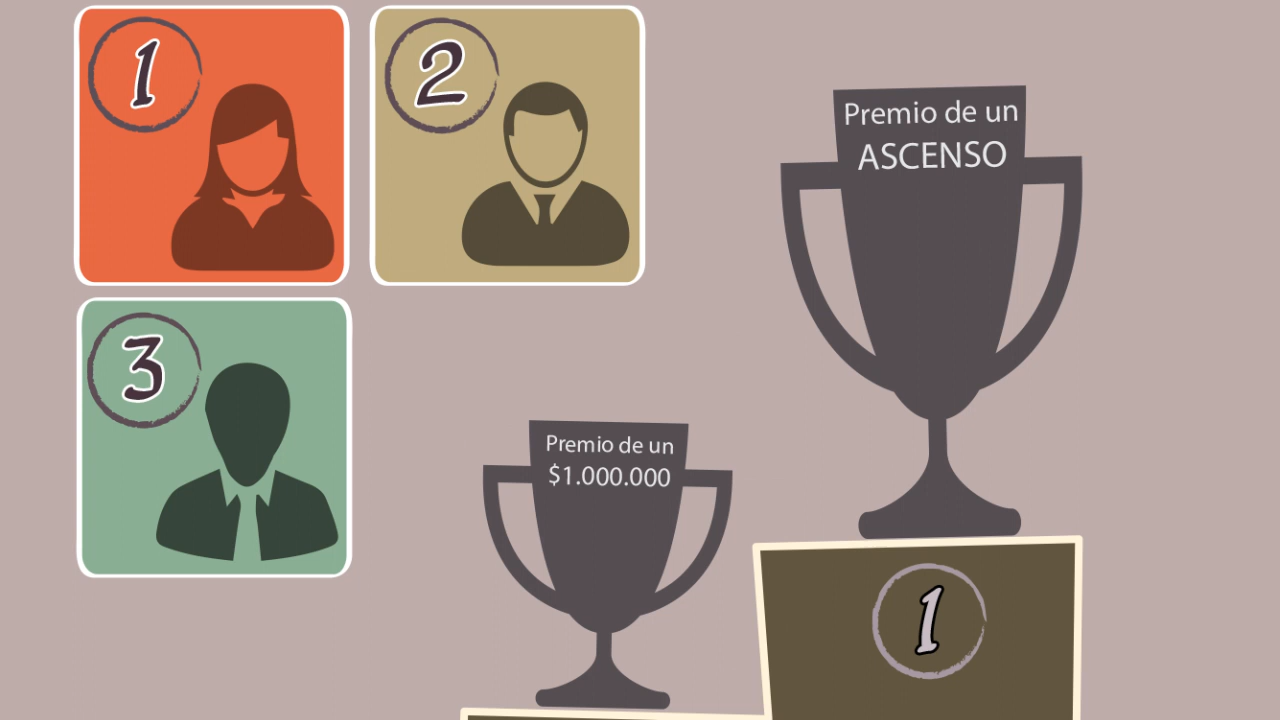 1
2
3
Premio de un
ASCENSO
Premio de un
$1.000.000
1